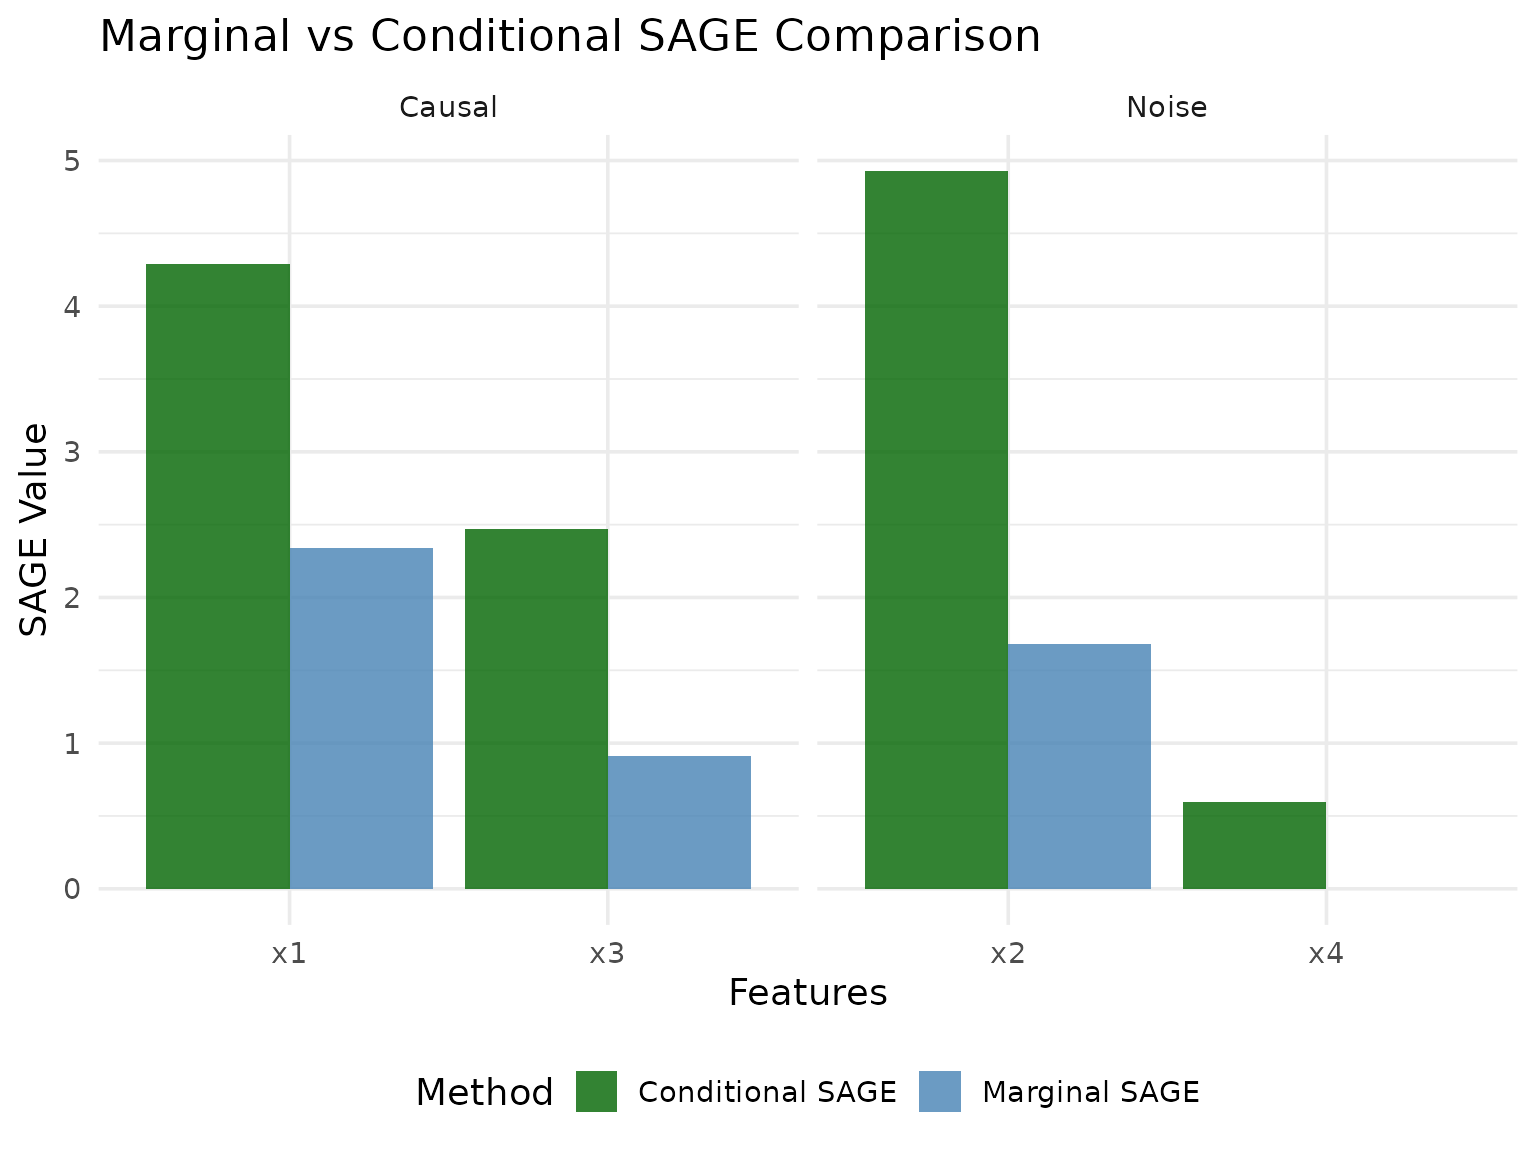 Marginal vs Conditional SAGE Comparison
Causal
Noise
SAGE Value
5
4
3
2
1
0
x1
x3
x2
x4
Features
Method
Conditional SAGE
Marginal SAGE